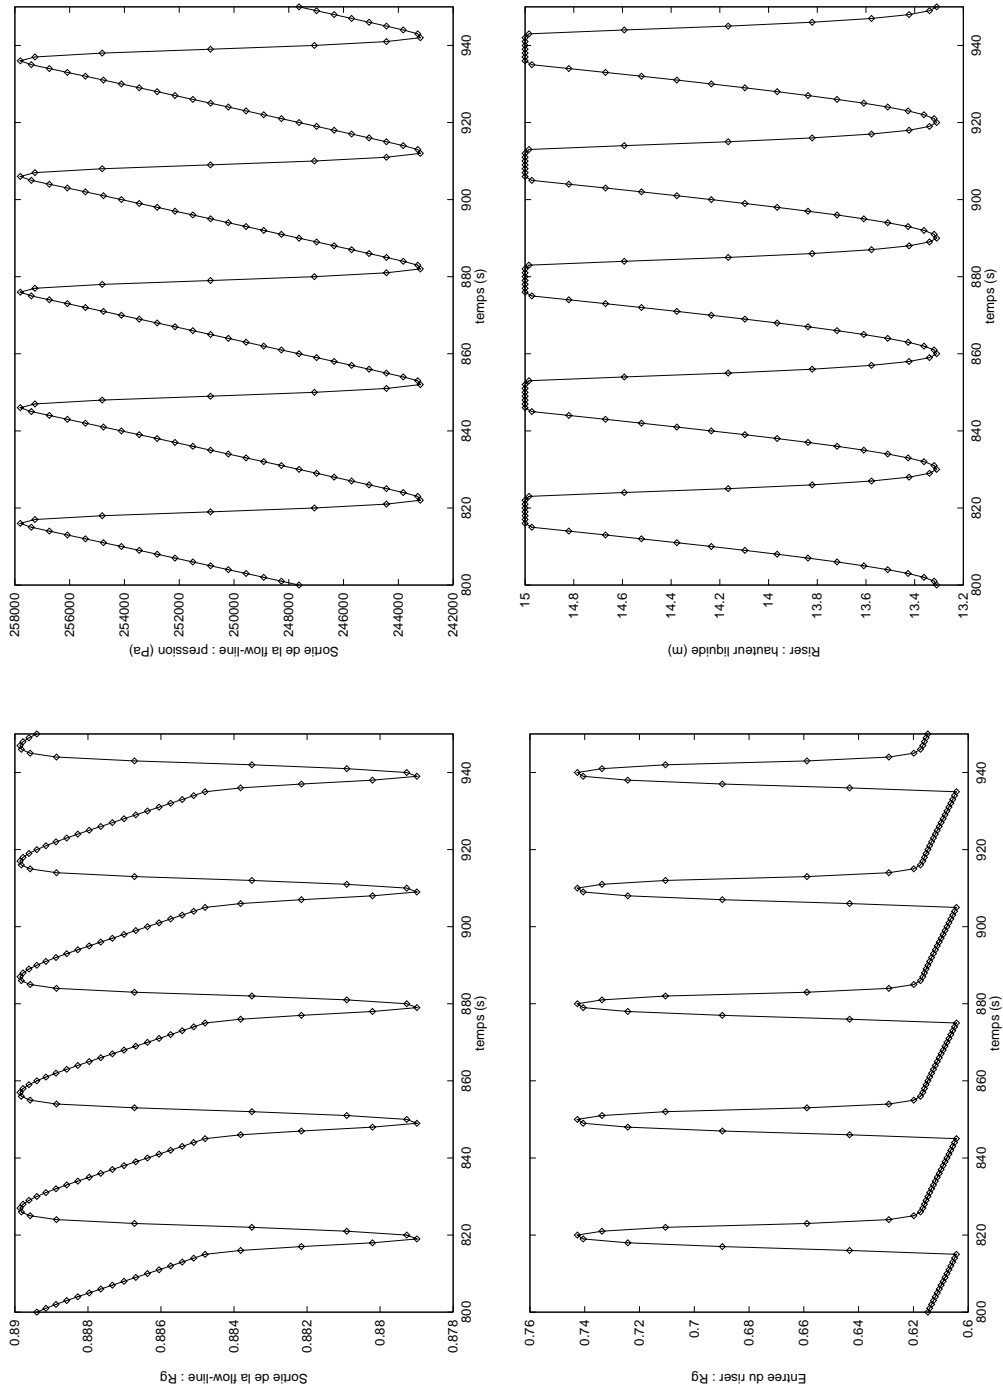 Sortie de la flow-line : Rg
0.89
0.888
0.886
0.884
0.882
0.88
0.878
800 820 840 860 880 900 920 940
temps (s)
Sortie de la flow-line : pression (Pa)
258000
256000
254000
252000
250000
248000
246000
244000
242000
800 820 840 860 880 900 920 940
temps (s)
Entree du riser : Rg
0.76
0.74
0.72
0.7
0.68
0.66
0.64
0.62
0.6
800 820 840 860 880 900 920 940
temps (s)
Riser : hauteur liquide (m)
15
14.8
14.6
14.4
14.2
14
13.8
13.6
13.4
13.2
800 820 840 860 880 900 920 940
temps (s)